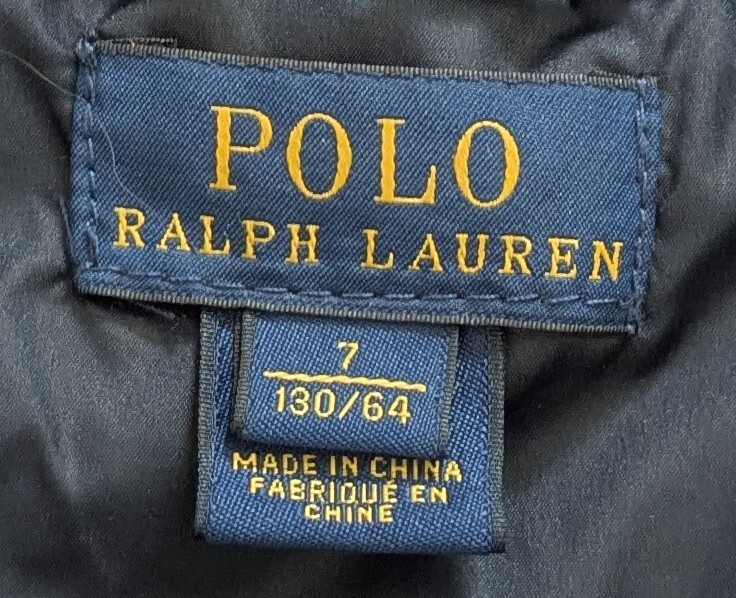 POLO
RALPH LAUREN
7
130/64
MADE IN CHINA
FABRIQUÉ EN
CHINE